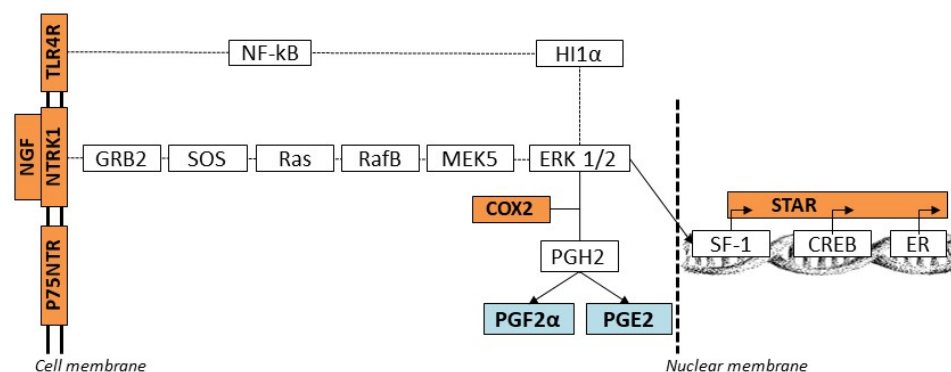 TLR4R
NF-kB
HI1α
NGF
NTRK1
GRB2
SOS
Ras
RafB
MEK5
ERK 1/2
COX2
STAR
P75NTR
PGH2
SF-1
CREB
ER
PGF2α
PGE2
Cell membrane
Nuclear membrane